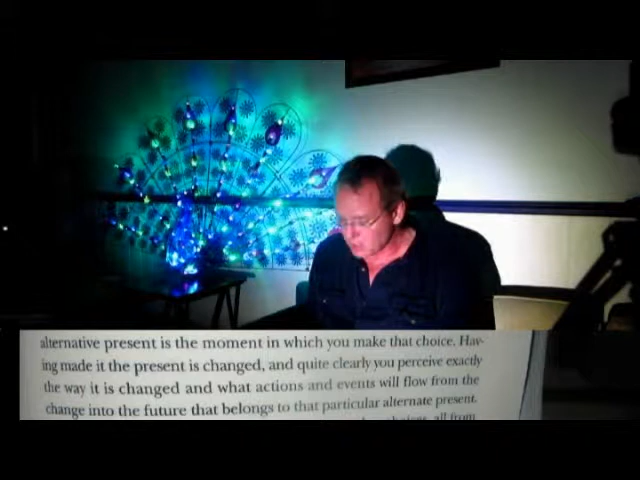 alternative present is the moment in which you make that choice. Hav-
ing made it the present is changed, and quite clearly you perceive exactly
the way it is changed and what actions and events will flow from the
change into the future that belongs to that particular alternate present.
all from